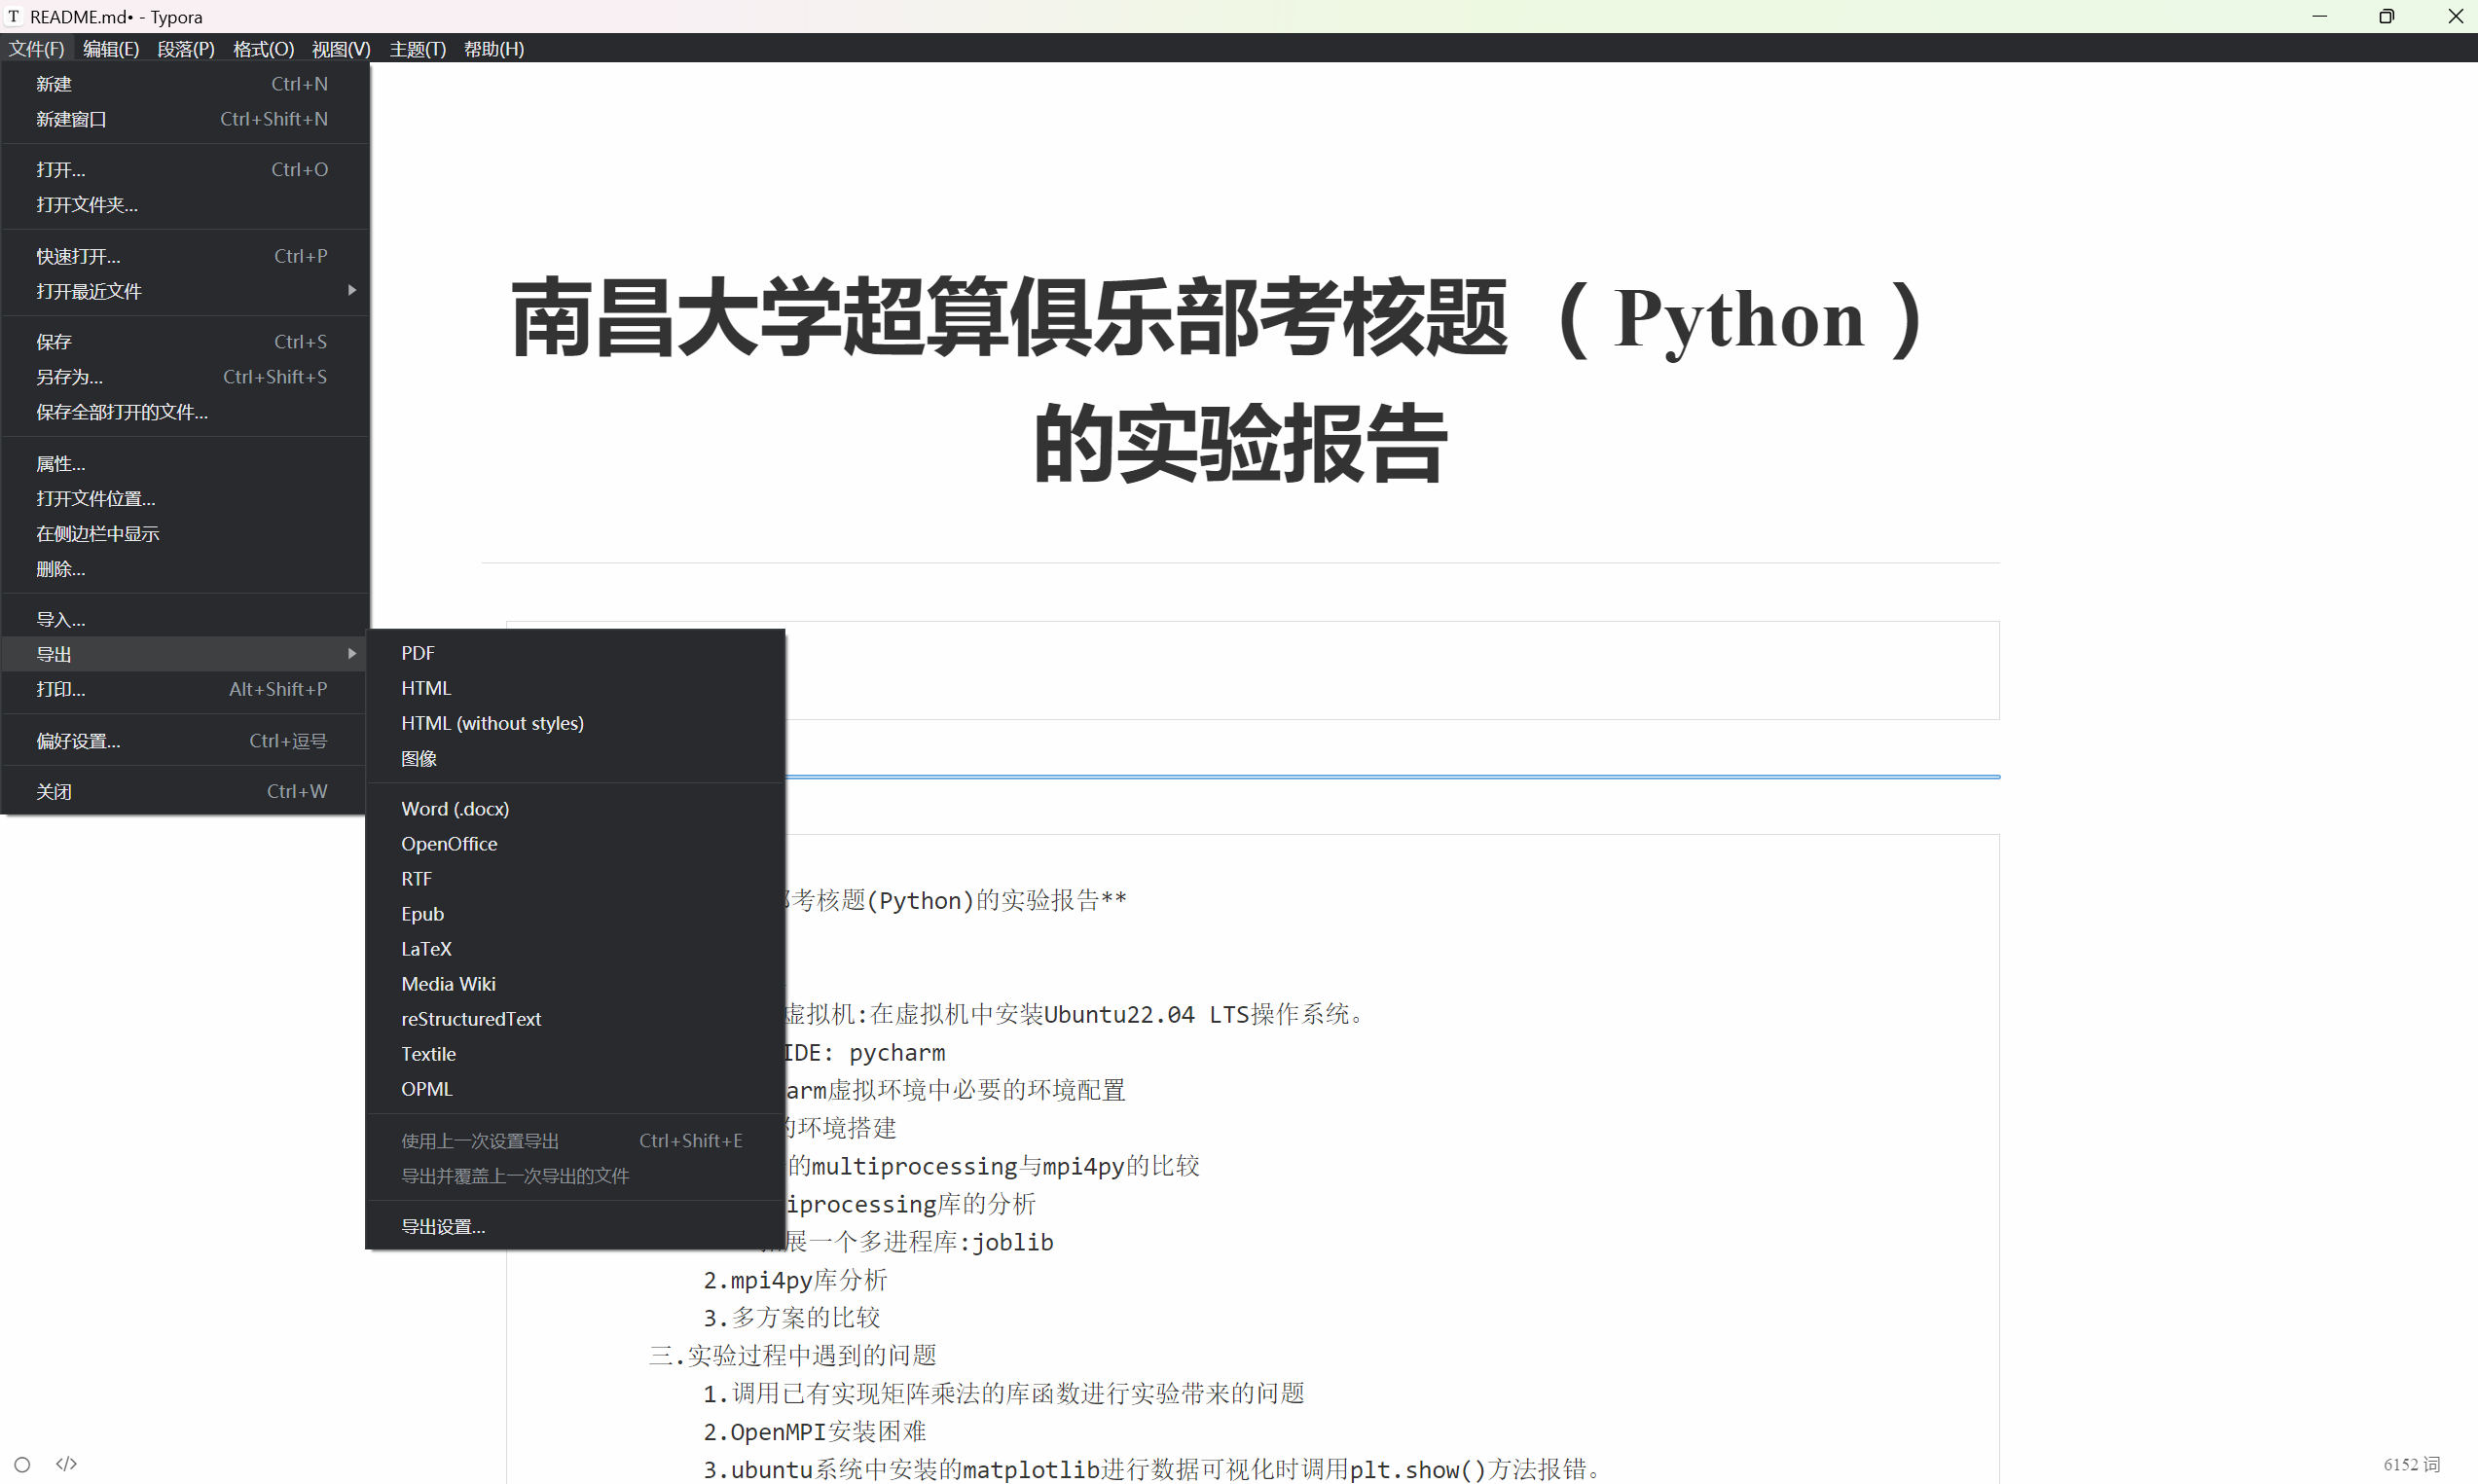 T README.md• - Typora
文件(F) 编辑(E) 段落(P) 格式(O) 视图(V) 主题(T) 帮助(H)
新建 Ctrl+N
新建窗口 Ctrl+Shift+N
打开... Ctrl+O
打开文件夹...
快速打开... Ctrl+P
打开最近文件
保存 Ctrl+S
另存为... Ctrl+Shift+S
保存全部打开的文件...
属性...
打开文件位置...
在侧边栏中显示
删除...
导入...
导出
打印... Alt+Shift+P
偏好设置... Ctrl+逗号
关闭 Ctrl+W
PDF
HTML
HTML (without styles)
图像
Word (.docx)
OpenOffice
RTF
Epub
LaTeX
Media Wiki
reStructuredText
Textile
OPML
使用上一次设置导出 Ctrl+Shift+E
导出并覆盖上一次导出的文件
导出设置...
南昌大学超算俱乐部考核题（Python）
的实验报告
考核题(Python)的实验报告**
虚拟机:在虚拟机中安装Ubuntu22.04 LTS操作系统。
IDE: pycharm
arm虚拟环境中必要的环境配置
的环境搭建
的multiprocessing与mpi4py的比较
iprocessing库的分析
展一个多进程库:joblib
2.mpi4py库分析
3.多方案的比较
三.实验过程中遇到的问题
1.调用已有实现矩阵乘法的库函数进行实验带来的问题
2.OpenMPI安装困难
3.ubuntu系统中安装的matplotlib进行数据可视化时调用plt.show()方法报错。
</>
6152 词